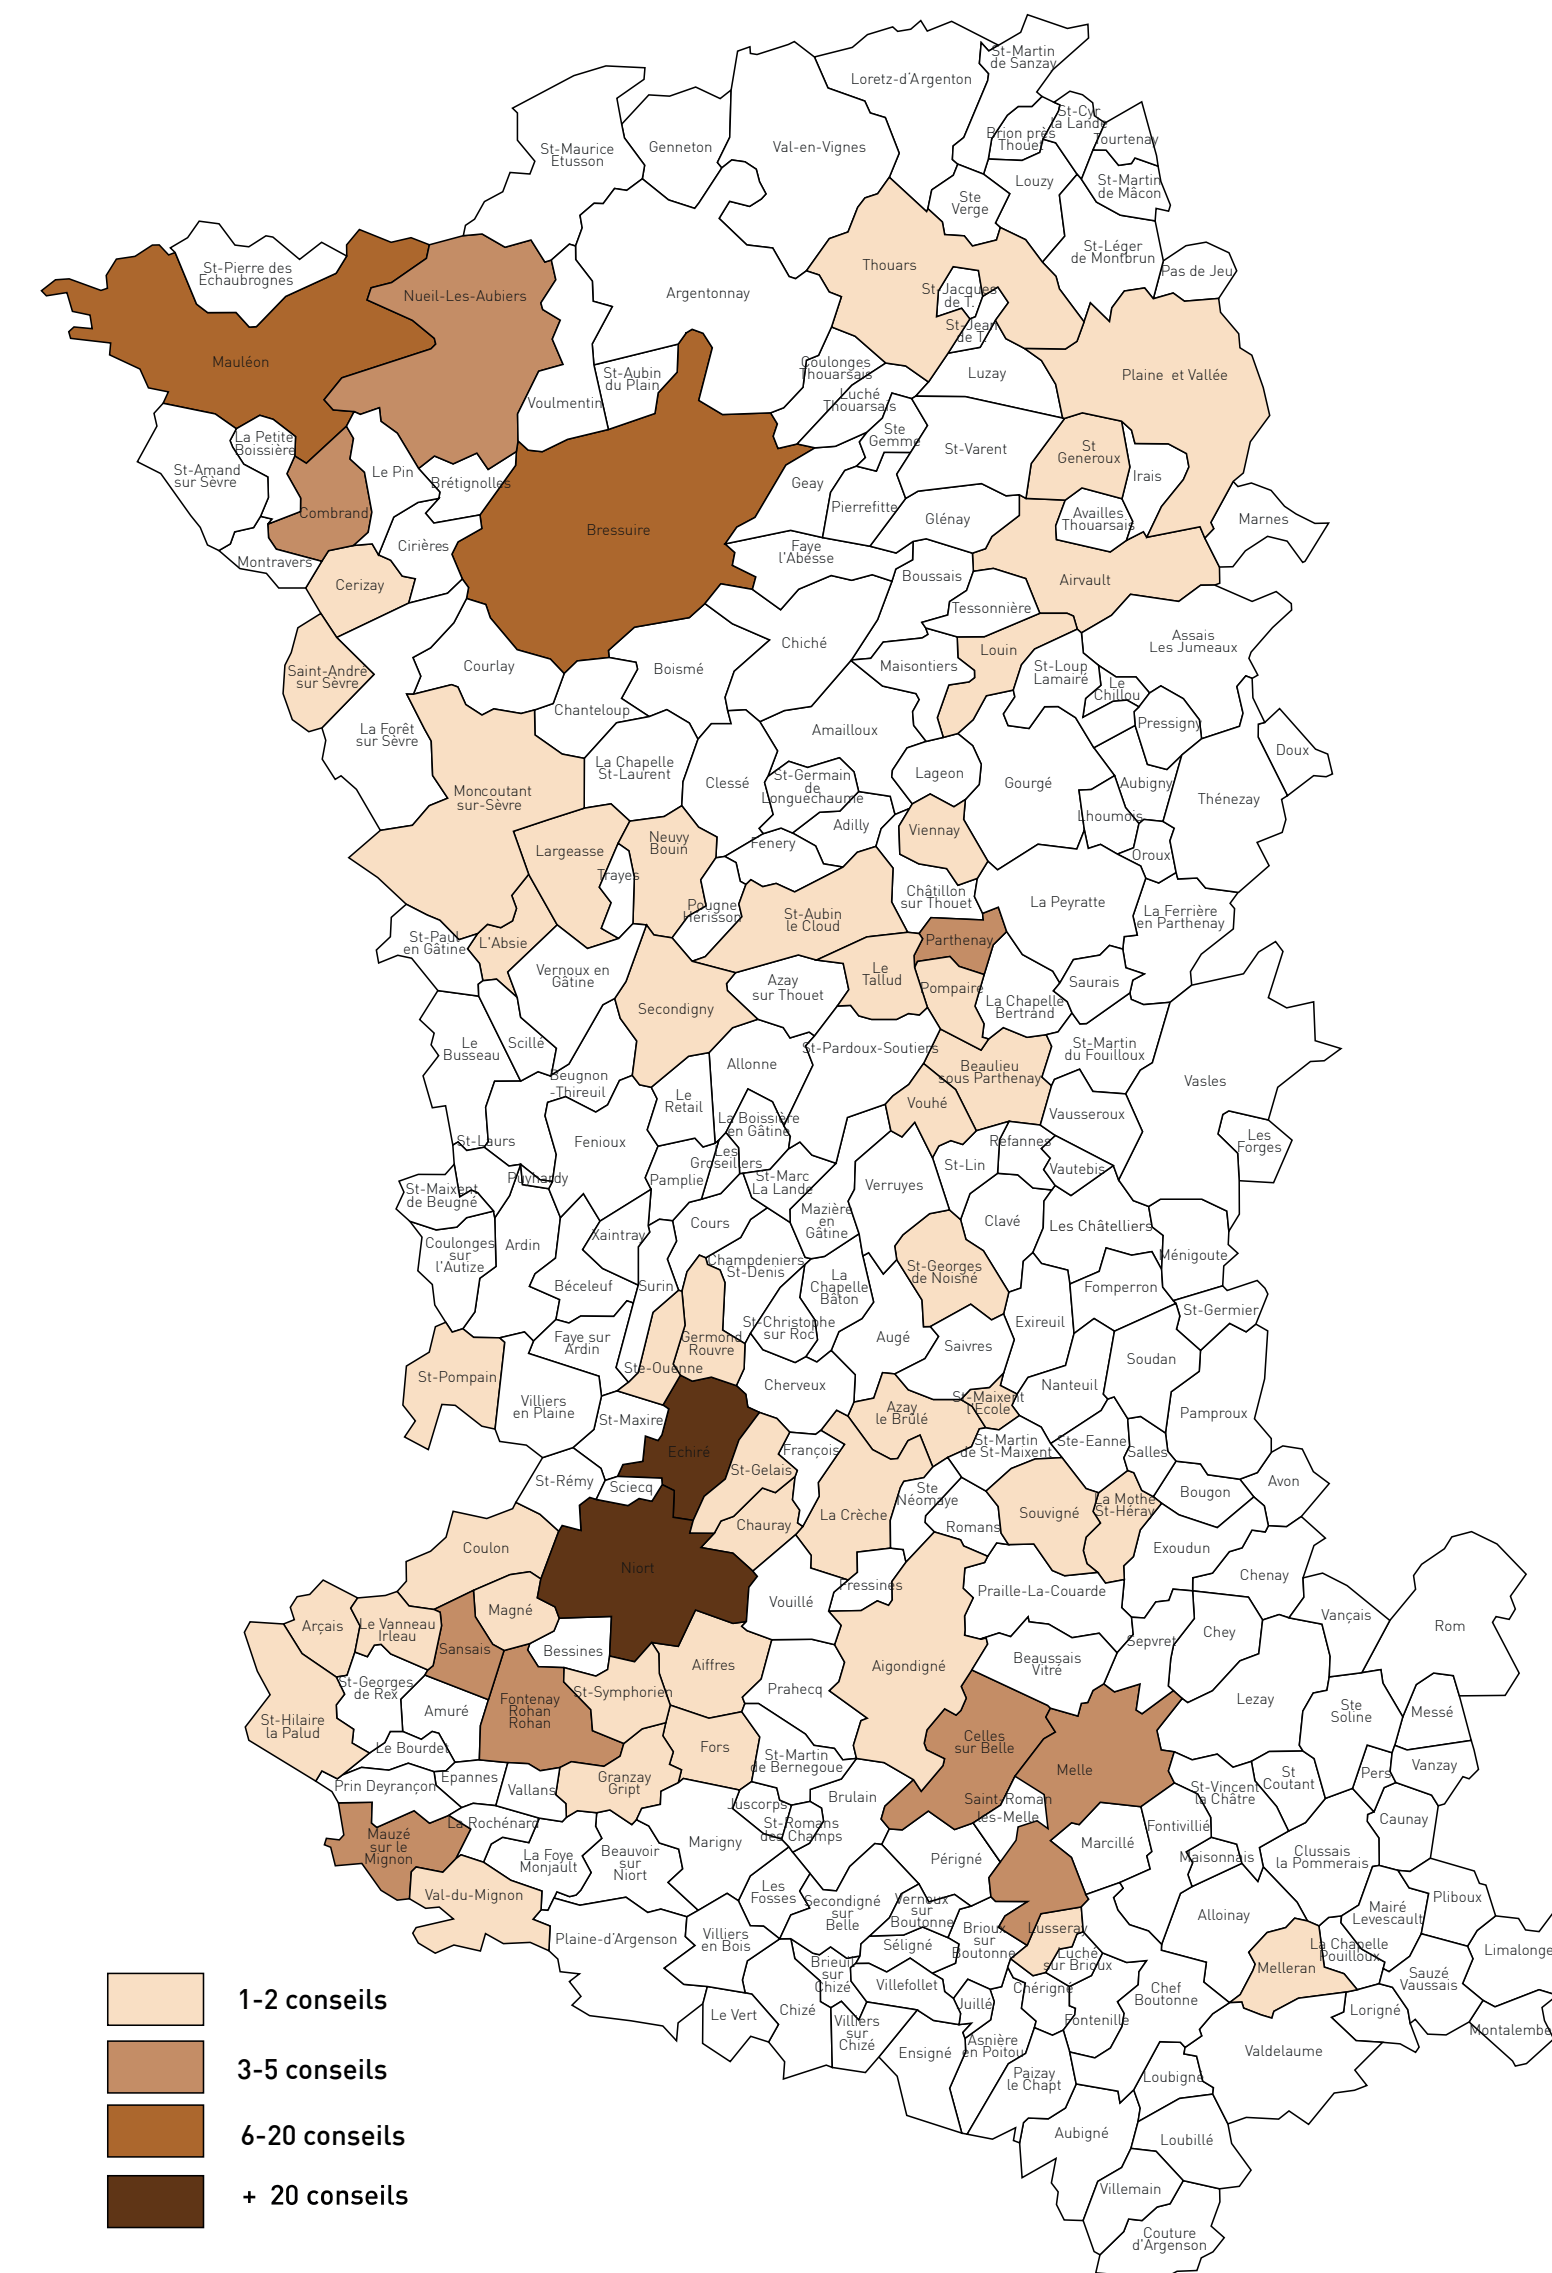 St-Martin
de Sanzay
Loretz-d'Argenton
St-Cyr
la Lande
Brion près
Thouet
Tourtenay
St-Maurice
Etusson
Genneton
Val-en-Vignes
Louzy
St-Martin
de Mâcon
Ste
Verge
St-Léger
de Montbrun
St-Pierre des
Echaubrognes
Thouars
Pas de Jeu
Nueil-Les-Aubiers
Argentonnay
St-Jacques
de T.
St-Jean
de T.
Mauléon
Coulonges
Thouarsais
St-Aubin
du Plain
Luzay
Plaine et Vallée
Voulmentin
Luché
Thouarsais
La Petite
Boissière
Ste
Gemme
St-Varent
St
Generoux
St-Amand
sur Sèvre
Le Pin
Brétignolles
Geay
Irais
Combrand
Pierrefitte
Glénay
Availles
Thouarsais
Marnes
Bressuire
Cirières
Faye
l'Abesse
Montravers
Cerizay
Boussais
Airvault
Tessonnière
Chiché
Assais
Les Jumeaux
Saint-André
sur Sèvre
Courlay
Boismé
Maisontiers
Louin
St-Loup
Lamairé
Le
Chillou
La Forêt
sur Sèvre
Chanteloup
Amailloux
Pressigny
Doux
La Chapelle
St-Laurent
Clessé
St-Germain
de
Longuechaume
Lageon
Gourgé
Aubigny
Thénezay
Moncoutant
sur-Sèvre
Adilly
Viennay
Lhoumois
Largeasse
Neuvy
Bouin
Fenery
Oroux
Trayes
Châtillon
sur Thouet
La Peyratte
Pougne
Hérisson
St-Aubin
le Cloud
La Ferrière
en Parthenay
St-Paul
en Gâtine
L'Absie
Parthenay
Vernoux en
Gâtine
Azay
sur Thouet
Le
Tallud
Pompaire
Saurais
Secondigny
La Chapelle
Bertrand
Le
Busseau
Scillé
St-Pardoux-Soutiers
St-Martin
du Fouilloux
Beugnon
-Thireuil
Allonne
Beaulieu
sous Parthenay
Vasles
Le
Retail
Vouhé
Vausseroux
St-Laurs
Fenioux
La Boissière
en Gâtine
Réfannes
Les
Forges
Puyhardy
Les
Groseillers
St-Lin
Vautebis
St-Maixent
de Beugné
Pamplie
St-Marc
La Lande
Verruyes
Coulonges
sur
l'Autize
Ardin
Xaintray
Cours
Mazière
en
Gâtine
Clavé
Les Châtelliers
Ménigoute
Béceleuf
Surin
Champdeniers
St-Denis
La
Chapelle
Bâton
St-Georges
de Noisné
Fomperron
St-Germier
Faye sur
Ardin
Germond
Rouvre
St-Christophe
sur Roc
Augé
Saivres
Exireuil
Soudan
St-Pompain
Ste-Ouenne
Cherveux
Nanteuil
Villiers
en Plaine
St-Maxire
Azay
le Brûlé
St-Maixent
l'Ecole
Pamproux
Echiré
François
St-Martin
de St-Maixent
Ste-Eanne
Salles
St-Rémy
Sciecq
St-Gelais
Ste
Néomaye
Bougon
Avon
Chauray
La Crèche
Romans
Souvigné
La Mothe
St-Héray
Coulon
Niort
Exoudun
Chenay
Vouillé
Fressines
Praille-La-Couarde
Arçais
Le Vanneau
Irleau
Magné
Vançais
Rom
Sansais
Bessines
Aiffres
Aigondigné
Beaussais
Vitré
Sepvret
Chey
St-Georges
de Rex
St-Symphorien
Prahecq
Lezay
St-Hilaire
la Palud
Amuré
Fontenay
Rohan
Rohan
Ste
Soline
Messé
Le Bourdet
Fors
St-Martin
de Bernegoue
Celles
sur Belle
Melle
Prin Deyrançon
Epannes
Vallans
Granzay
Gript
St-Vincent
la Châtre
St
Coutant
Pers
Vanzay
Juscorps
Brulain
Saint-Roman
les-Melle
Mauzé
sur le
Mignon
La Rochénard
La Foye
Monjault
Beauvoir
sur
Niort
Marigny
St-Romans
des Champs
Périgné
Marcillé
Fontivillié
Maisonnais
Clussais
la Pommerais
Caunay
Val-du-Mignon
Les
Fosses
Secondigné
sur
Belle
Vernoux
sur
Boutonne
Brioux
sur
Boutonne
Lusseray
Alloinay
Mairé
Levescault
Pliboux
Plaine-d'Argenson
Villiers
en Bois
Séligné
Luché
sur Brioux
Melleran
La Chapelle
Pouilloux
Limalonge
Brieuil
sur
Chizé
Villefollet
Chérigné
Chef
Boutonne
Sauzé
Vaussais
Le Vert
Chizé
Villiers
sur
Chizé
Juillé
Fontenille
Lorigné
Montalembe
Ensigné
Asnière
en Poitou
Valdelaume
Paizay
le Chapt
Loubigné
Aubigné
Loubillé
Villemain
Couture
d'Argenson
1-2 conseils
3-5 conseils
6-20 conseils
+ 20 conseils